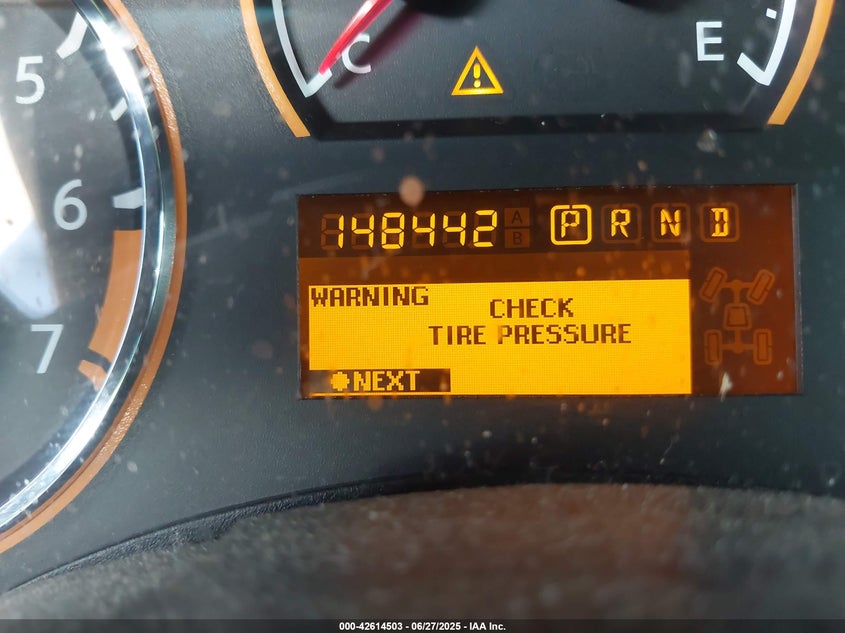 5
6
7
C
E
148442
A
B
P R N D
WARNING
CHECK
TIRE PRESSURE
NEXT
000-42614503 - 06/27/2025 - IAA Inc.